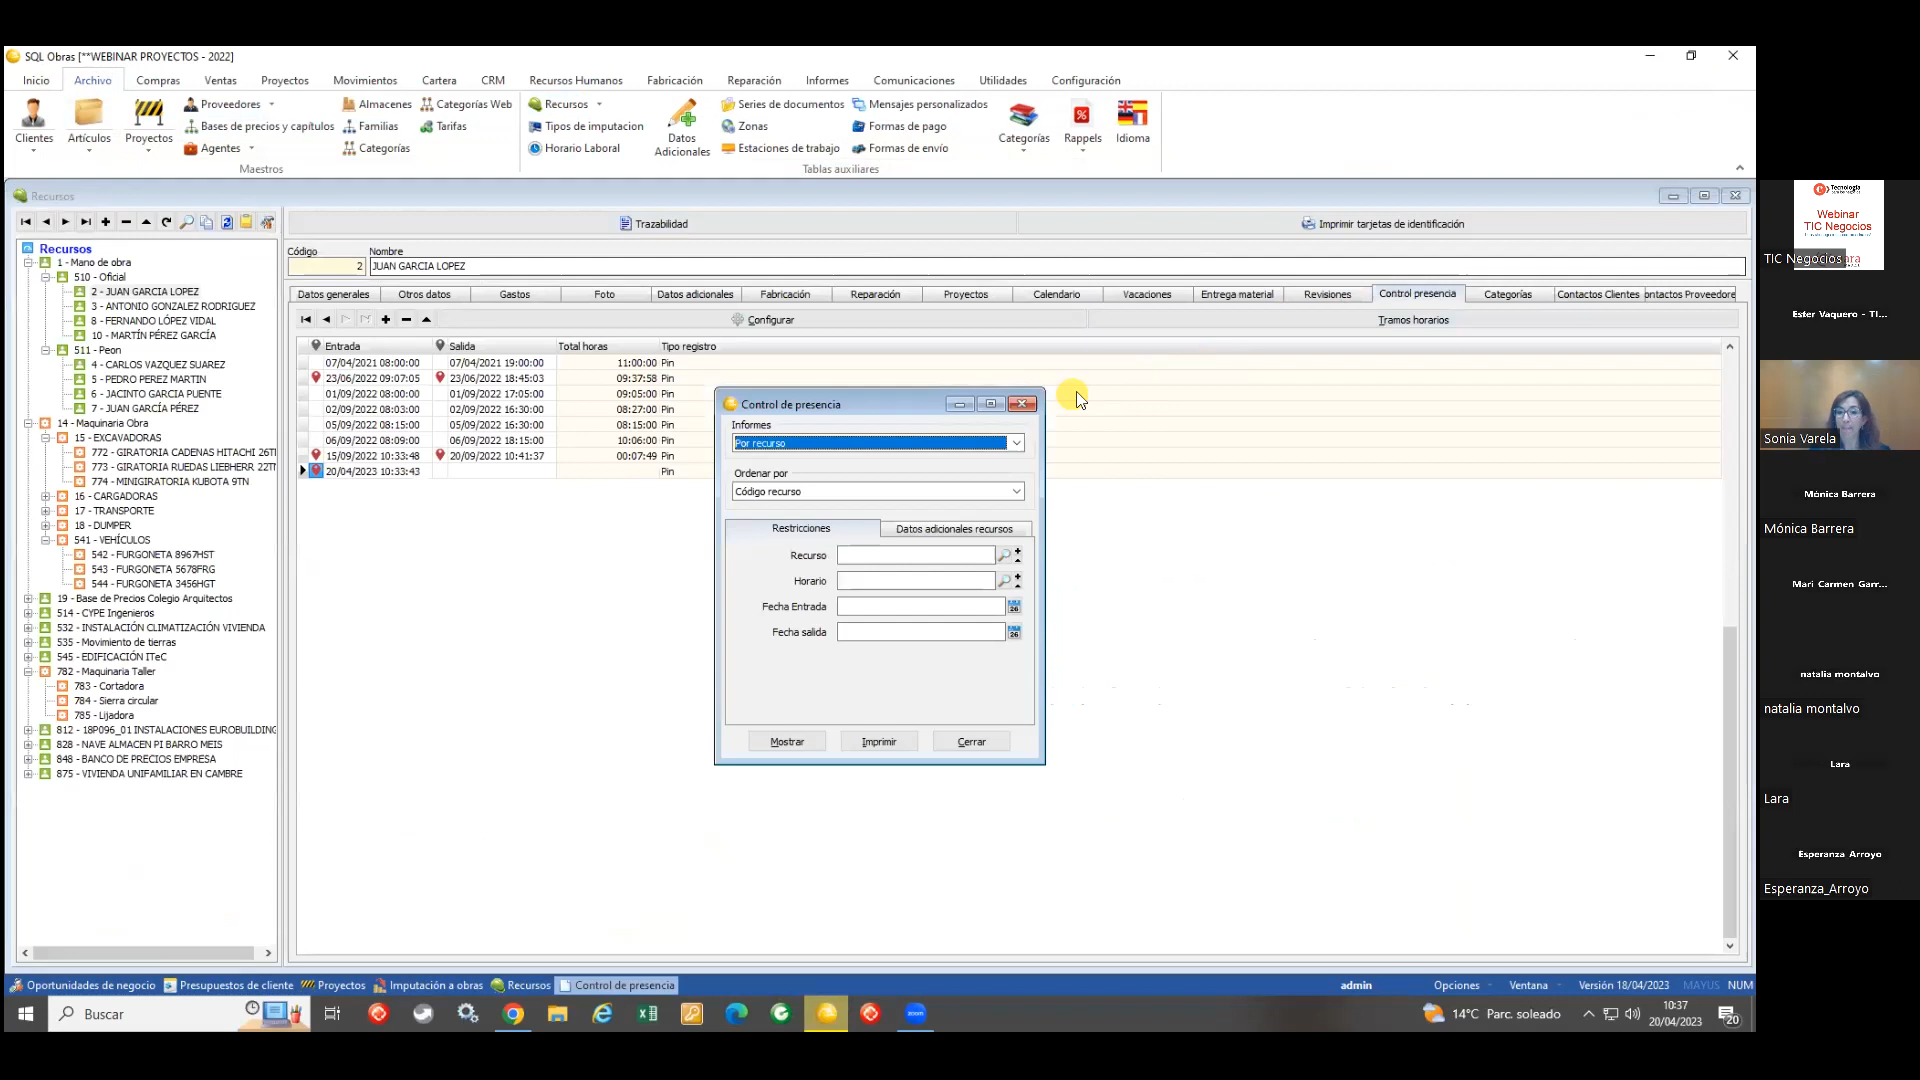 SQL Obras [**WEBINAR PROYECTOS - 2022]
Inicio Archivo Compras Ventas Proyectos Movimientos Cartera CRM Recursos Humanos Fabricación Reparación Informes Comunicaciones Utilidades Configuración
Clientes Artículos Proyectos
Proveedores Almacenes Categorías Web
Bases de precios y capítulos Familias Tarifas
Agentes Categorías
Maestros
Recursos
Tipos de imputacion
Horario Laboral
Datos Adicionales
Series de documentos Mensajes personalizados
Zonas Formas de pago
Estaciones de trabajo Formas de envío
Categorías Rappels Idioma
Tablas auxiliares
Recursos
Recursos
1 - Mano de obra
510 - Oficial
2 - JUAN GARCIA LOPEZ
3 - ANTONIO GONZALEZ RODRIGUEZ
8 - FERNANDO LÓPEZ VIDAL
10 - MARTÍN PÉREZ GARCÍA
511 - Peon
4 - CARLOS VAZQUEZ SUAREZ
5 - PEDRO PEREZ MARTIN
6 - JACINTO GARCIA PUENTE
7 - JUAN GARCÍA PÉREZ
14 - Maquinaria Obra
15 - EXCAVADORAS
772 - GIRATORIA CADENAS HITACHI 26TI
773 - GIRATORIA RUEDAS LIEBHERR 22TI
774 - MINIGIRATORIA KUBOTA 9TN
16 - CARGADORAS
17 - TRANSPORTE
18 - DUMPER
541 - VEHÍCULOS
542 - FURGONETA 8967HST
543 - FURGONETA 5678FRG
544 - FURGONETA 3456HGT
19 - Base de Precios Colegio Arquitectos
514 - CYPE Ingenieros
532 - INSTALACIÓN CLIMATIZACIÓN VIVIENDA
535 - Movimiento de tierras
545 - EDIFICACIÓN ITeC
782 - Maquinaria Taller
783 - Cortadora
784 - Sierra circular
785 - Lijadora
812 - 18P096_01 INSTALACIONES EUROBUILDING
828 - NAVE ALMACEN PI BARRO MEIS
848 - BANCO DE PRECIOS EMPRESA
875 - VIVIENDA UNIFAMILIAR EN CAMBRE
Trazabilidad Imprimir tarjetas de identificación
Código Nombre
2 JUAN GARCIA LOPEZ
Datos generales Otros datos Gastos Foto Datos adicionales Fabricación Reparación Proyectos Calendario Vacaciones Entrega material Revisiones Control presencia Categorías Contactos Clientes ontactos Proveedore
Configurar Tramos horarios
Entrada Salida Total horas Tipo registro
07/04/2021 08:00:00 07/04/2021 19:00:00 11:00:00 Pin
23/06/2022 09:07:05 23/06/2022 18:45:03 09:37:58 Pin
01/09/2022 08:00:00 01/09/2022 17:05:00 09:05:00 Pin
02/09/2022 08:03:00 02/09/2022 16:30:00 08:27:00 Pin
05/09/2022 08:15:00 05/09/2022 16:30:00 08:15:00 Pin
06/09/2022 08:09:00 06/09/2022 18:15:00 10:06:00 Pin
15/09/2022 10:33:48 20/09/2022 10:41:37 00:07:49 Pin
20/04/2023 10:33:43 Pin
Control de presencia
Informes
Por recurso
Ordenar por
Código recurso
Restricciones Datos adicionales recursos
Recurso
Horario
Fecha Entrada
Fecha salida
Mostrar Imprimir Cerrar
Oportunidades de negocio Presupuestos de cliente Proyectos Imputación a obras Recursos Control de presencia admin Opciones Ventana Versión 18/04/2023 MAYUS NUM
Buscar
zoom
14°C Parc. soleado
10:37
20/04/2023
20
Tecnología
Webinar
TIC Negocios
TIC Negocios
Ester Vaquero - TI...
Sonia Varela
Mónica Barrera
Mónica Barrera
Mari Carmen Garr...
natalia montalvo
natalia montalvo
Lara
Lara
Esperanza Arroyo
Esperanza_Arroyo